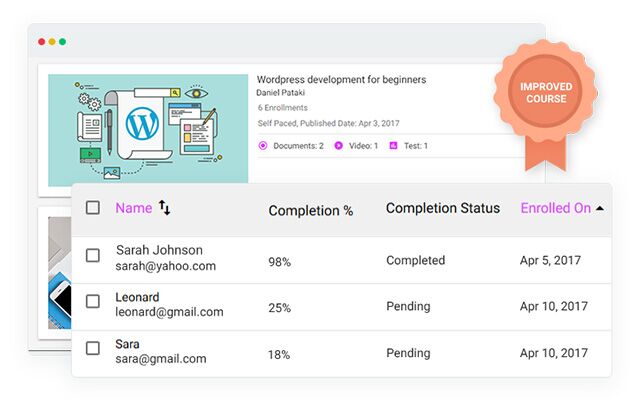 Wordpress development for beginners
Daniel Pataki
6 Enrollments
Self Paced, Published Date: Apr 3, 2017
Documents: 2 Video: 1 Test: 1
IMPROVED
COURSE
Name Completion % Completion Status Enrolled On
Sarah Johnson
sarah@yahoo.com 98% Completed Apr 5, 2017
Leonard
leonard@gmail.com 25% Pending Apr 10, 2017
Sara
sara@gmail.com 18% Pending Apr 10, 2017